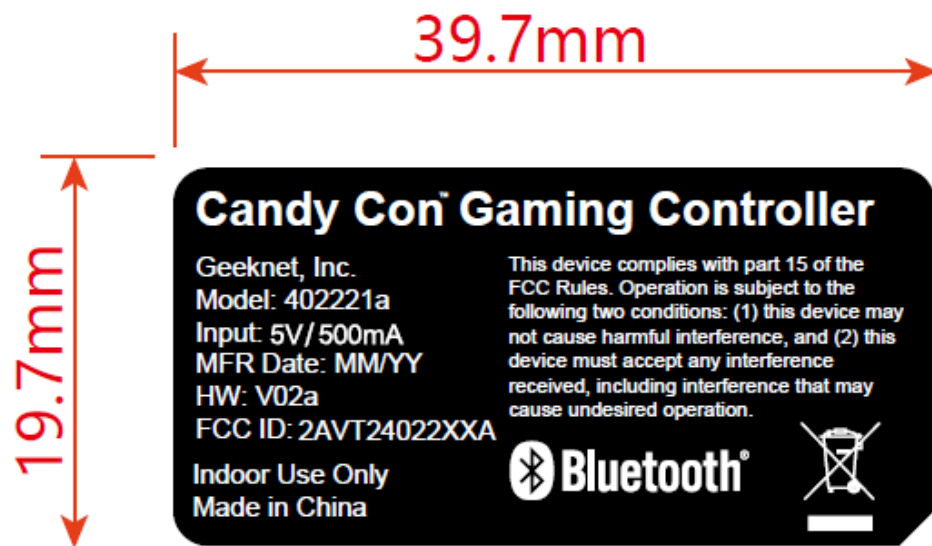 39.7mm
19.7mm
Candy Con™ Gaming Controller
Geeknet, Inc.
Model: 402221a
Input: 5V/500mA
MFR Date: MM/YY
HW: V02a
FCC ID: 2AVT24022XXA
Indoor Use Only
Made in China
This device complies with part 15 of the
FCC Rules. Operation is subject to the
following two conditions: (1) this device may
not cause harmful interference, and (2) this
device must accept any interference
received, including interference that may
cause undesired operation.
Bluetooth®